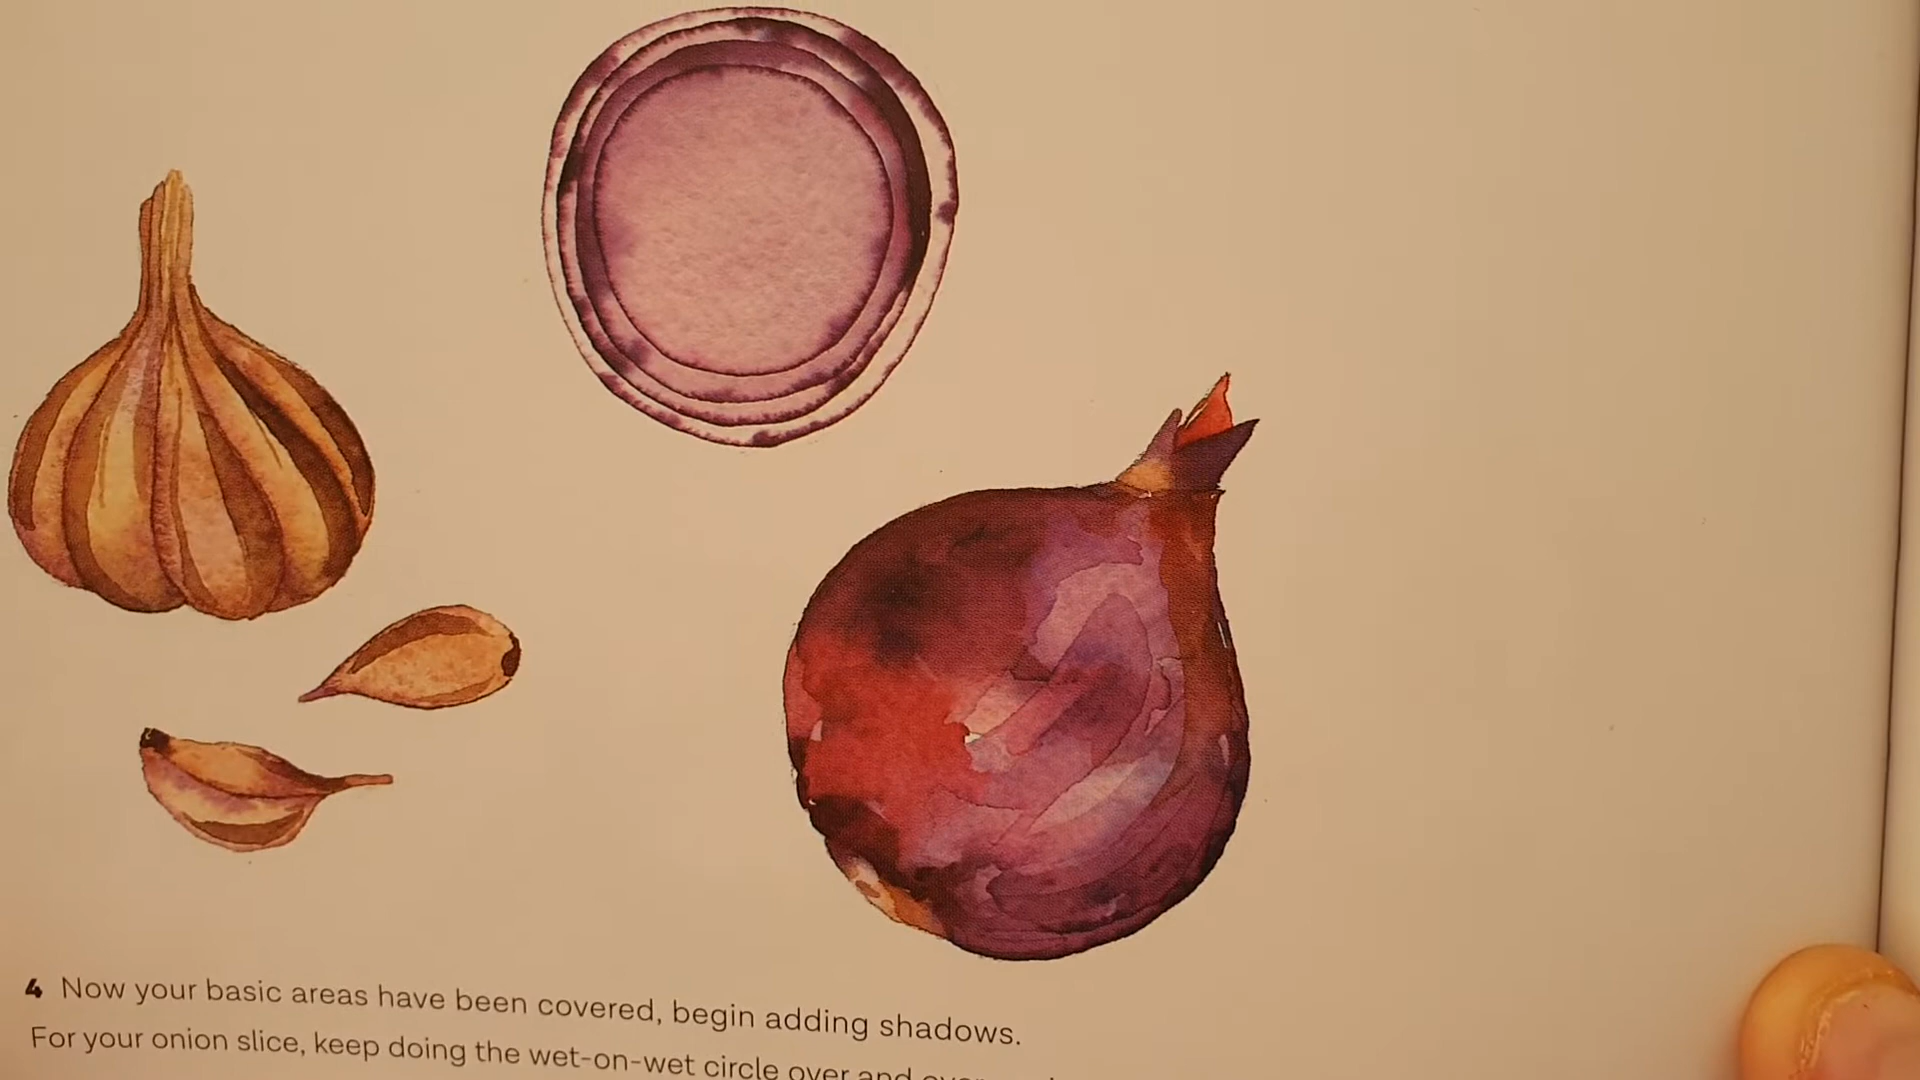 4 Now your basic areas have been covered, begin adding shadows.
For your onion slice, keep doing the wet-on-wet circle over and